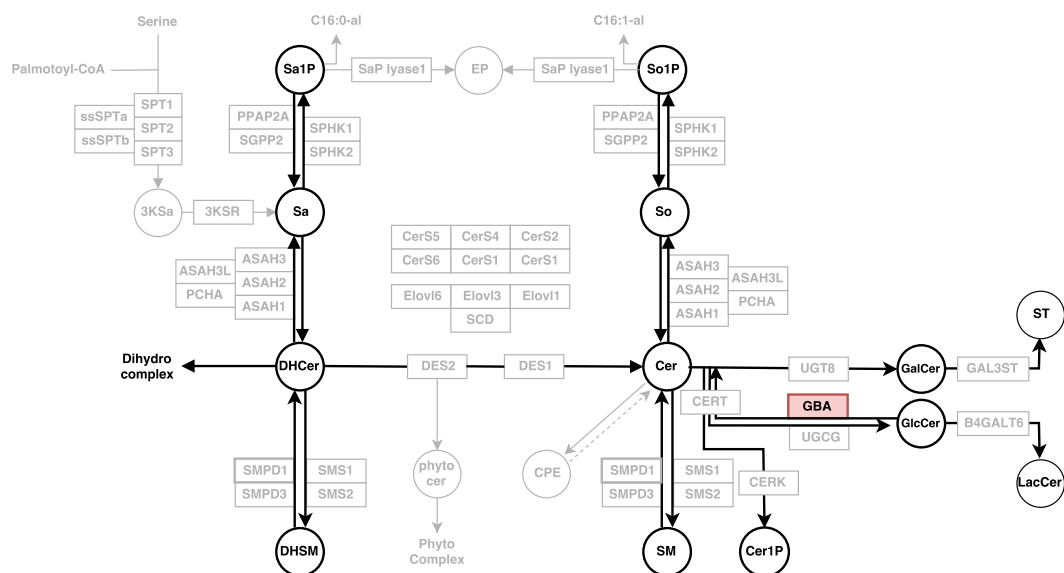 Serine
C16:0-al
C16:1-al
Palmotoyl-CoA
Sa1P
SaP lyase1
EP
SaP lyase1
So1P
ssSPTa
ssSPTb
SPT1
SPT2
SPT3
PPAP2A
SGPP2
SPHK1
SPHK2
PPAP2A
SGPP2
SPHK1
SPHK2
3KSa
3KSR
Sa
So
CerS5
CerS4
CerS2
CerS6
CerS1
CerS1
ASAH3L
PCHA
ASAH3
ASAH2
ASAH1
ASAH3
ASAH2
ASAH1
ASAH3L
PCHA
Elovl6
Elovl3
Elovl1
SCD
ST
Dihydro
complex
DHCer
DES2
DES1
Cer
UGT8
GalCer
GAL3ST
CERT
GBA
UGCG
GlcCer
B4GALT6
SMPD1
SMPD3
SMS1
SMS2
phyto
cer
CPE
SMPD1
SMPD3
SMS1
SMS2
CERK
LacCer
DHSM
Phyto
Complex
SM
Cer1P